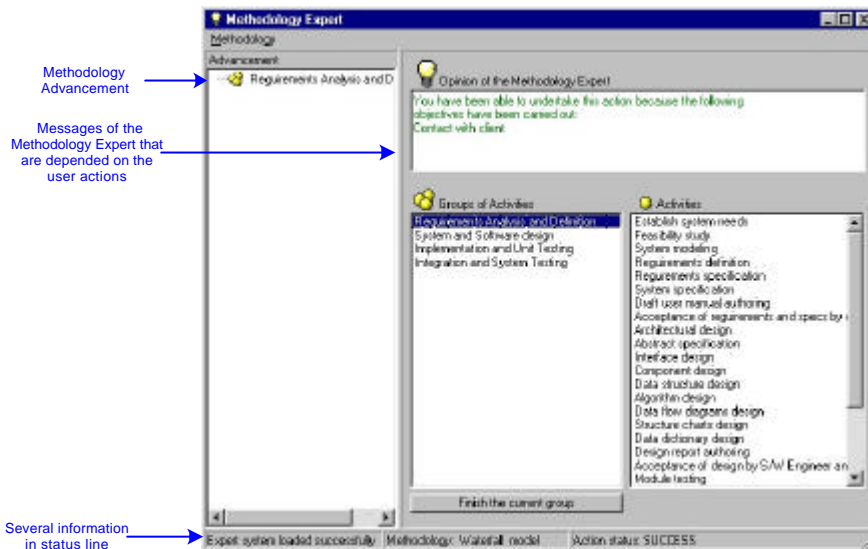 Methodology Expert
Methodology
Advancement
Requirements Analysis and D
Opinion of the Methodology Expert
You have been able to undertake this action because the following
objectives have been carried out:
Contact with client
Groups of Activities
Requirements Analysis and Definition
System and Software design
Implementation and Unit Testing
Integration and System Testing
Activities
Establish system needs
Feasibility study
System modeling
Requirements definition
Requirements specification
System specification
Draft user manual authoring
Acceptance of requirements and specs by
Architectural design
Abstract specification
Interface design
Component design
Data structure design
Algorithm design
Data flow diagrams design
Structure charts design
Data dictionary design
Design report authoring
Acceptance of design by S/W Engineer an
Module testing
Finish the current group
Expert system loaded successfully
Methodology: Waterfall model
Action status: SUCCESS
Methodology
Advancement
Messages of the
Methodology Expert that
are depended on the
user actions
Several information
in status line